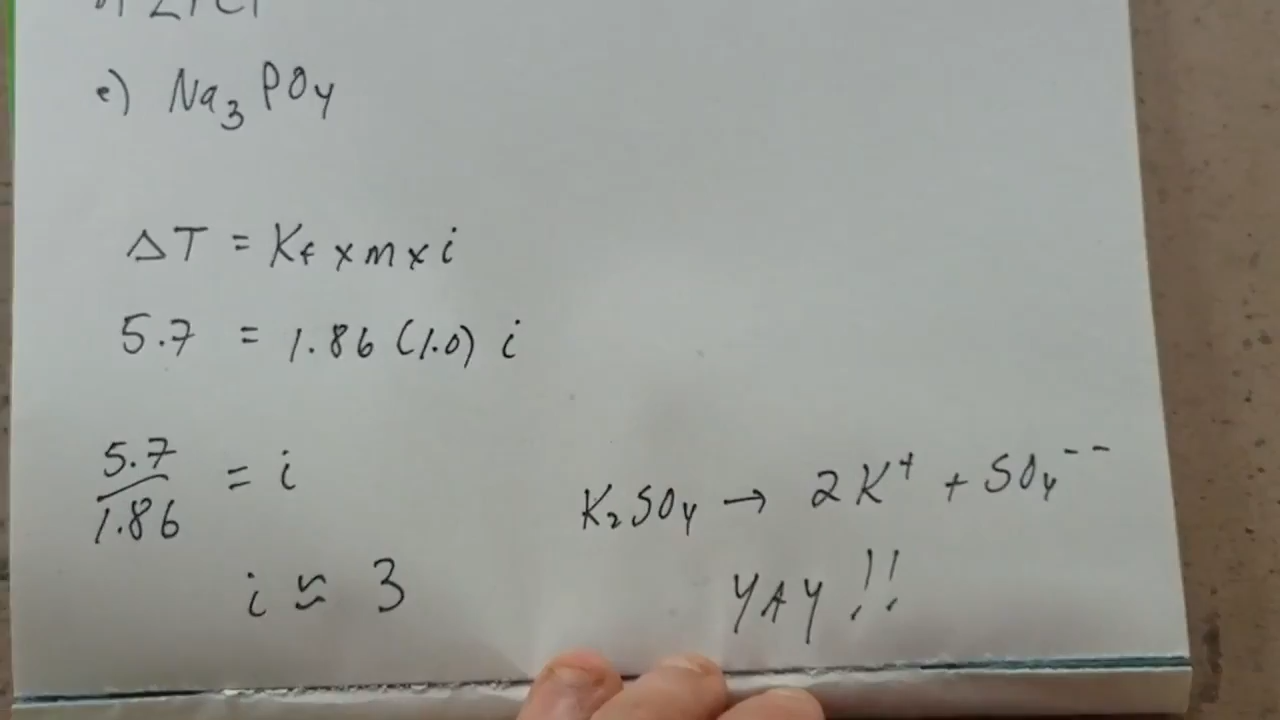 e) Na₃PO₄
ΔT = Kf x m x i
5.7 = 1.86 (1.0) i
5.7/1.86 = i
i ≈ 3
K₂SO₄ → 2K⁺ + SO₄⁻⁻
YAY!!